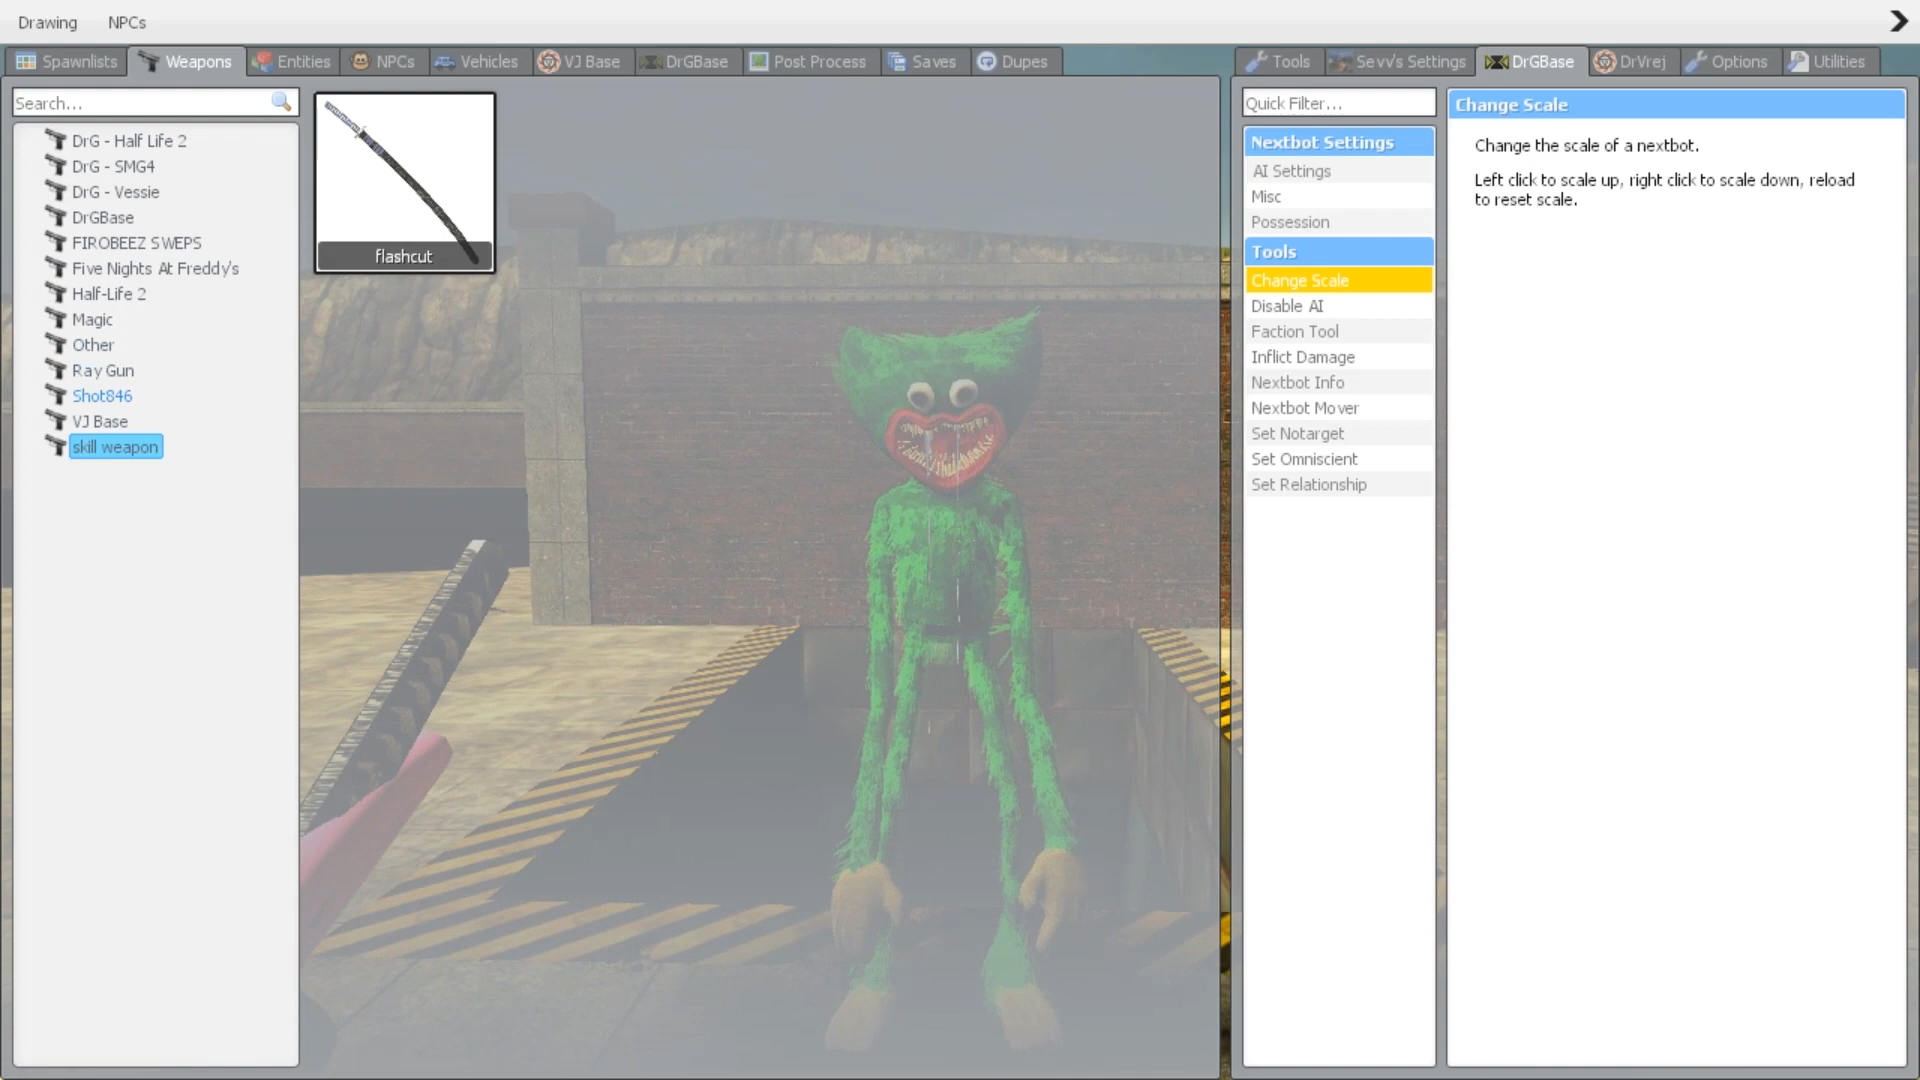 Drawing NPCs
Spawnlists Weapons Entities NPCs Vehicles VJ Base DrGBase Post Process Saves Dupes
Search...
DrG - Half Life 2
DrG - SMG4
DrG - Vessie
DrGBase
FIROBEEZ SWEPS
Five Nights At Freddy's
Half-Life 2
Magic
Other
Ray Gun
Shot846
VJ Base
skill weapon
flashcut
Tools Sevv's Settings DrGBase DrVrej Options Utilities
Quick Filter...
Nextbot Settings
AI Settings
Misc
Possession
Tools
Change Scale
Disable AI
Faction Tool
Inflict Damage
Nextbot Info
Nextbot Mover
Set Notarget
Set Omniscient
Set Relationship
Change Scale
Change the scale of a nextbot.
Left click to scale up, right click to scale down, reload
to reset scale.